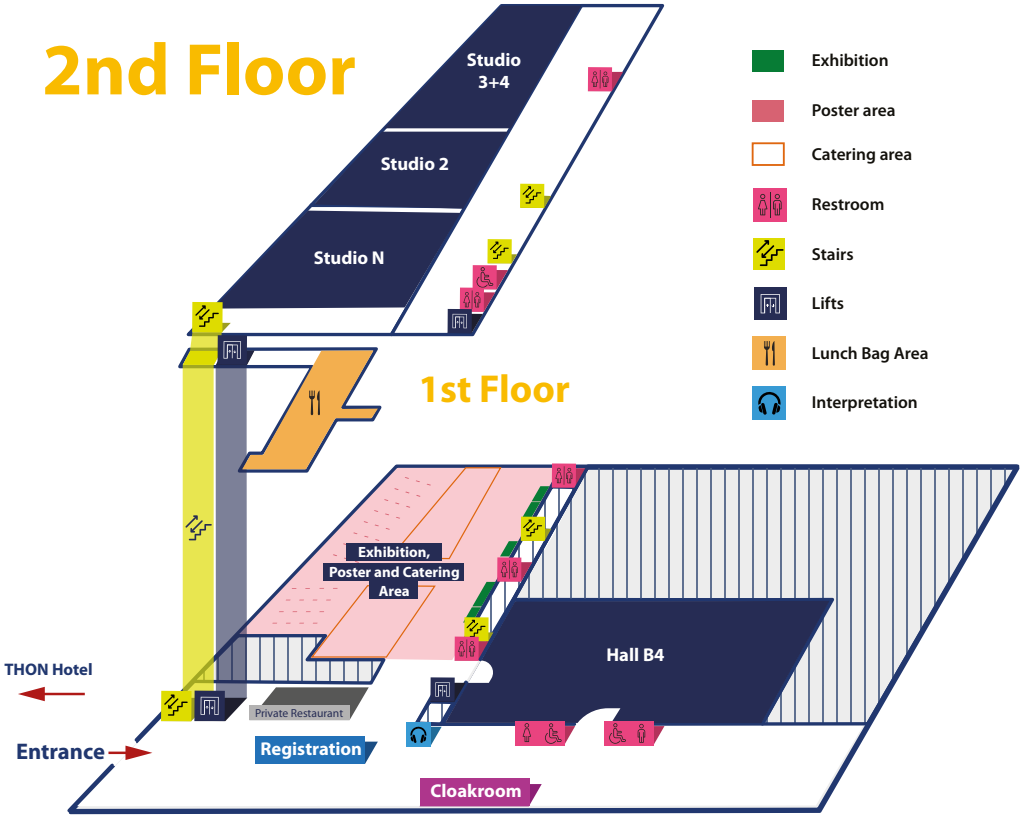 2nd Floor
Studio
3+4
Studio 2
Studio N
Exhibition
Poster area
Catering area
Restroom
Stairs
Lifts
Lunch Bag Area
Interpretation
1st Floor
Exhibition,
Poster and Catering
Area
Hall B4
THON Hotel
Private Restaurant
Entrance
Registration
Cloakroom